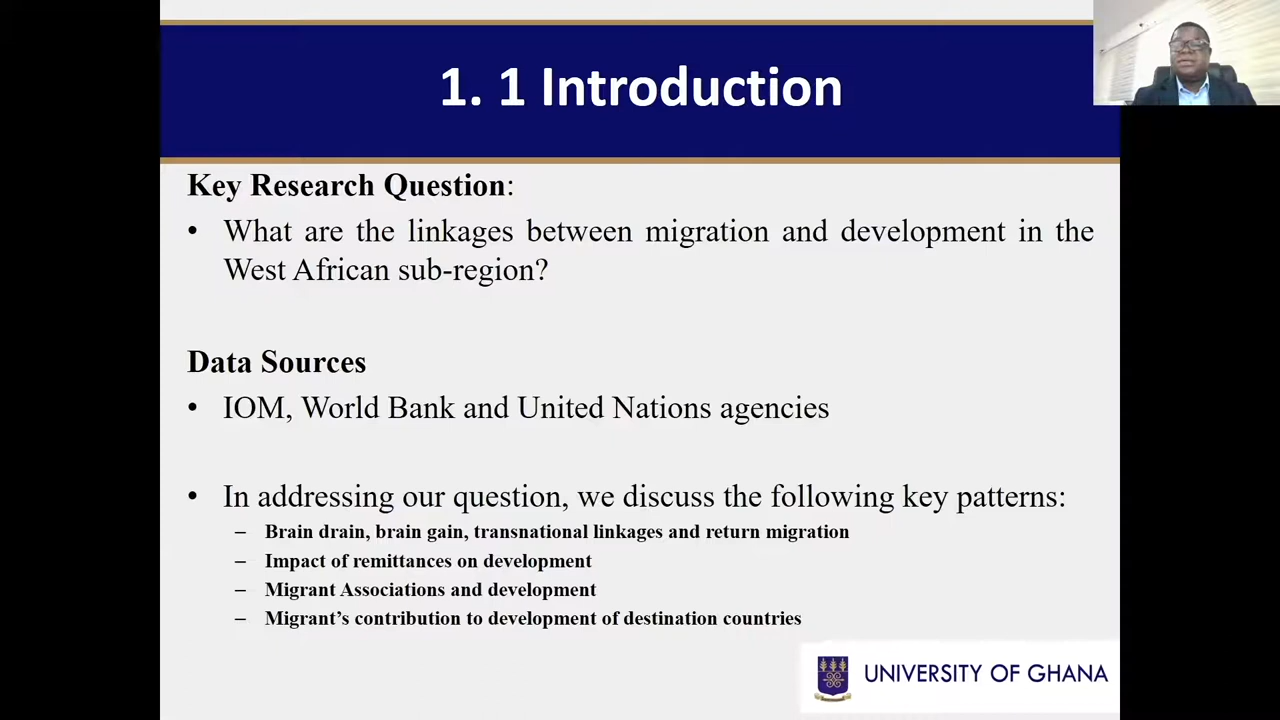 1. 1 Introduction
Key Research Question:
• What are the linkages between migration and development in the
West African sub-region?
Data Sources
• IOM, World Bank and United Nations agencies
• In addressing our question, we discuss the following key patterns:
– Brain drain, brain gain, transnational linkages and return migration
– Impact of remittances on development
– Migrant Associations and development
– Migrant’s contribution to development of destination countries
UNIVERSITY OF GHANA